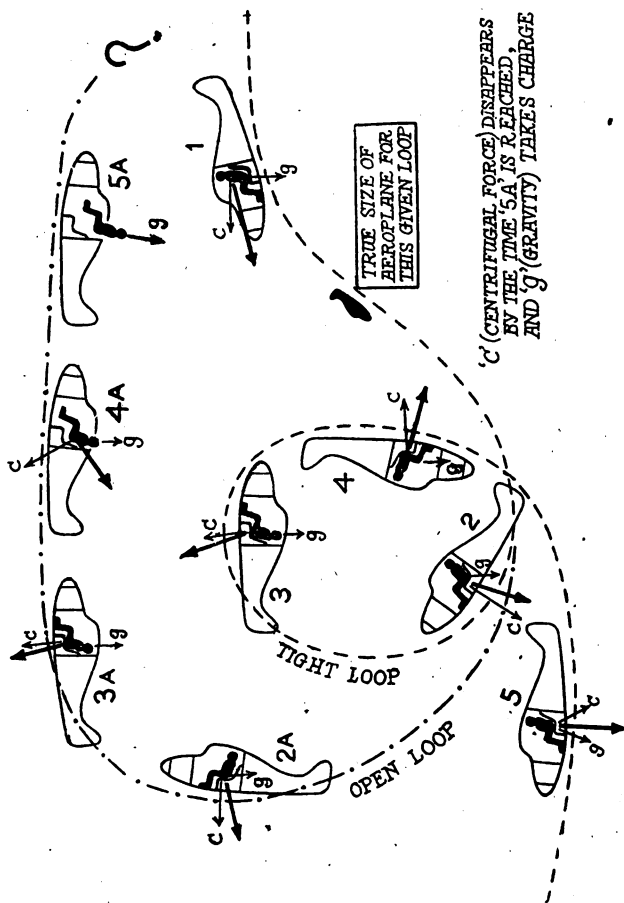 ?
1
c
g
5A
g
4A
c
g
3A
c
g
2A
c
g
3
c
g
4
c
g
2
g
c
5
g
c
TIGHT LOOP
OPEN LOOP
TRUE SIZE OF
AEROPLANE FOR
THIS GIVEN LOOP
'C' (CENTRIFUGAL FORCE) DISAPPEARS
BY THE TIME '5A' IS REACHED,
AND 'g' (GRAVITY) TAKES CHARGE